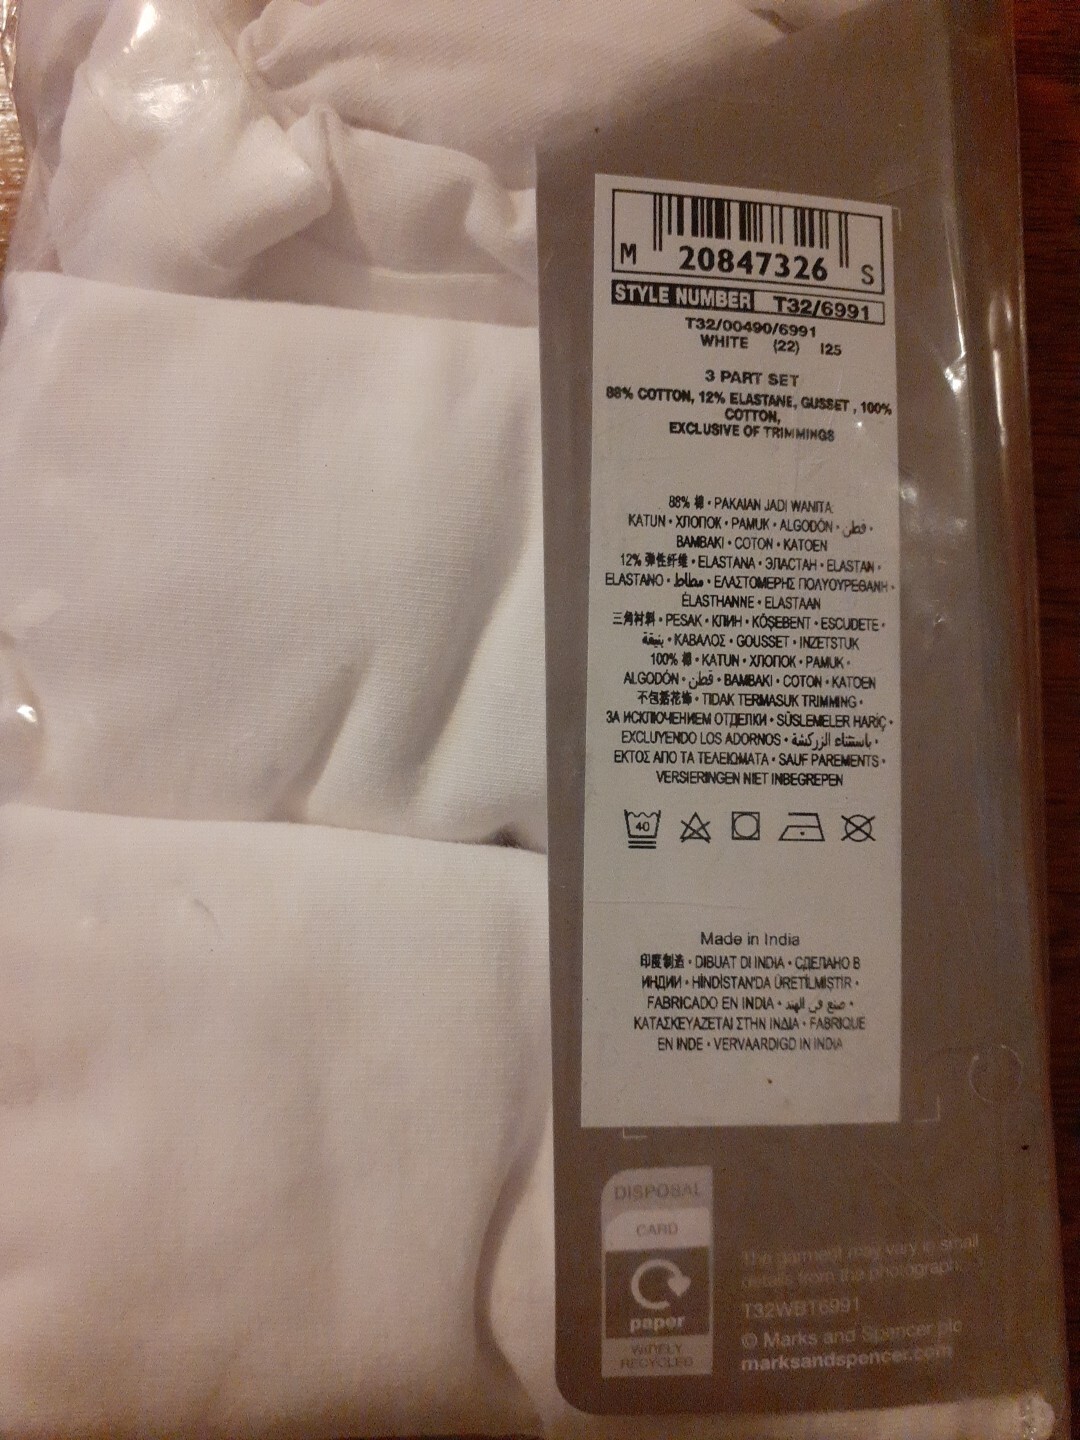 M 20847326 S
STYLE NUMBER T32/6991
T32/00490/6991
WHITE (22) I25
3 PART SET
88% COTTON, 12% ELASTANE, GUSSET , 100%
COTTON,
EXCLUSIVE OF TRIMMINGS
88% 棉 • PAKAIAN JADI WANITA:
KATUN • ХЛОПОК • PAMUK • ALGODÓN • قطن •
BAMBAKI • COTON • KATOEN
12% 弹性纤维 • ELASTANA • ЭЛАСТАН • ELASTAN •
ELASTANO • مطاط • ΕΛΑΣΤΟΜΕΡΗΣ ΠΟΛΥΟΥΡΕΘΑΝΗ •
ÉLASTHANNE • ELASTAAN
三角衬料 • PESAK • КЛИН • KÖŞEBENT • ESCUDETE •
بنيقة • ΚΑΒΑΛΟΣ • GOUSSET • INZETSTUK
100% 棉 • KATUN • ХЛОПОК • PAMUK •
ALGODÓN • قطن • BAMBAKI • COTON • KATOEN
不包括花饰 • TIDAK TERMASUK TRIMMING •
ЗА ИСКЛЮЧЕНИЕМ ОТДЕЛКИ • SÜSLEMELER HARİÇ •
EXCLUYENDO LOS ADORNOS • باستثناء الزركشة •
ΕΚΤΟΣ ΑΠΟ ΤΑ ΤΕΛΕΙΩΜΑΤΑ • SAUF PAREMENTS •
VERSIERINGEN NIET INBEGREPEN
40
Made in India
印度制造 • DIBUAT DI INDIA • СДЕЛАНО В
ИНДИИ • HİNDİSTAN'DA ÜRETİLMİŞTİR •
FABRICADO EN INDIA • صنع في الهند •
ΚΑΤΑΣΚΕΥΑΖΕΤΑΙ ΣΤΗΝ ΙΝΔΙΑ • FABRIQUE
EN INDE • VERVAARDIGD IN INDIA
DISPOSAL
CARD
paper
WIDELY
RECYCLED
The garment may vary in small
details from the photograph.
T32WBT6991
© Marks and Spencer plc
marksandspencer.com